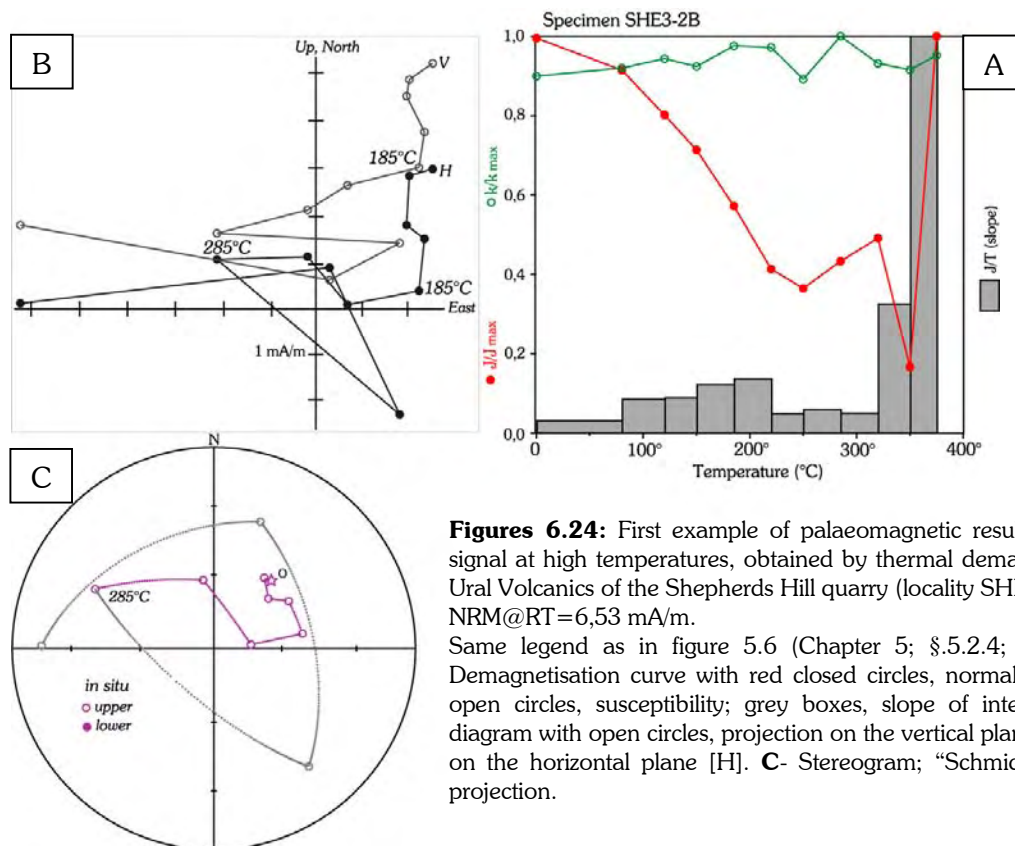 B
Up, North
V
185°C
H
285°C
185°C
East
1 mA/m
Specimen SHE3-2B
A
1,0
0,8
0,6
0,4
0,2
0,0
k/k max
J/J max
J/T (slope)
0
100°
200°
300°
400°
Temperature (°C)
C
N
0
285°C
in situ
upper
lower
Figures 6.24: First example of palaeomagnetic resu
signal at high temperatures, obtained by thermal dema
Ural Volcanics of the Shepherds Hill quarry (locality SH
NRM@RT=6,53 mA/m.
Same legend as in figure 5.6 (Chapter 5; §.5.2.4;
Demagnetisation curve with red closed circles, normal
open circles, susceptibility; grey boxes, slope of inte
diagram with open circles, projection on the vertical plan
on the horizontal plane [H]. C- Stereogram; “Schmic
projection.